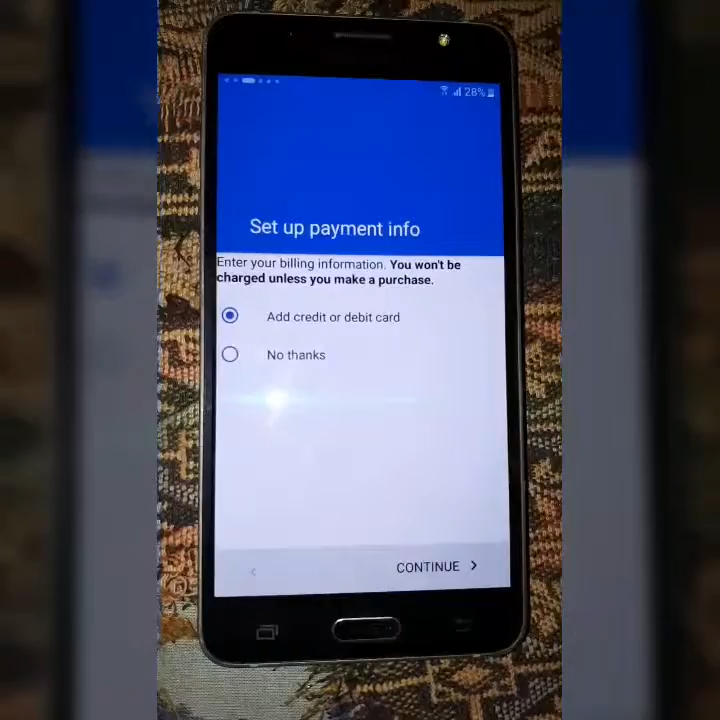 28%
Set up payment info
Enter your billing information. You won't be
charged unless you make a purchase.
Add credit or debit card
No thanks
CONTINUE